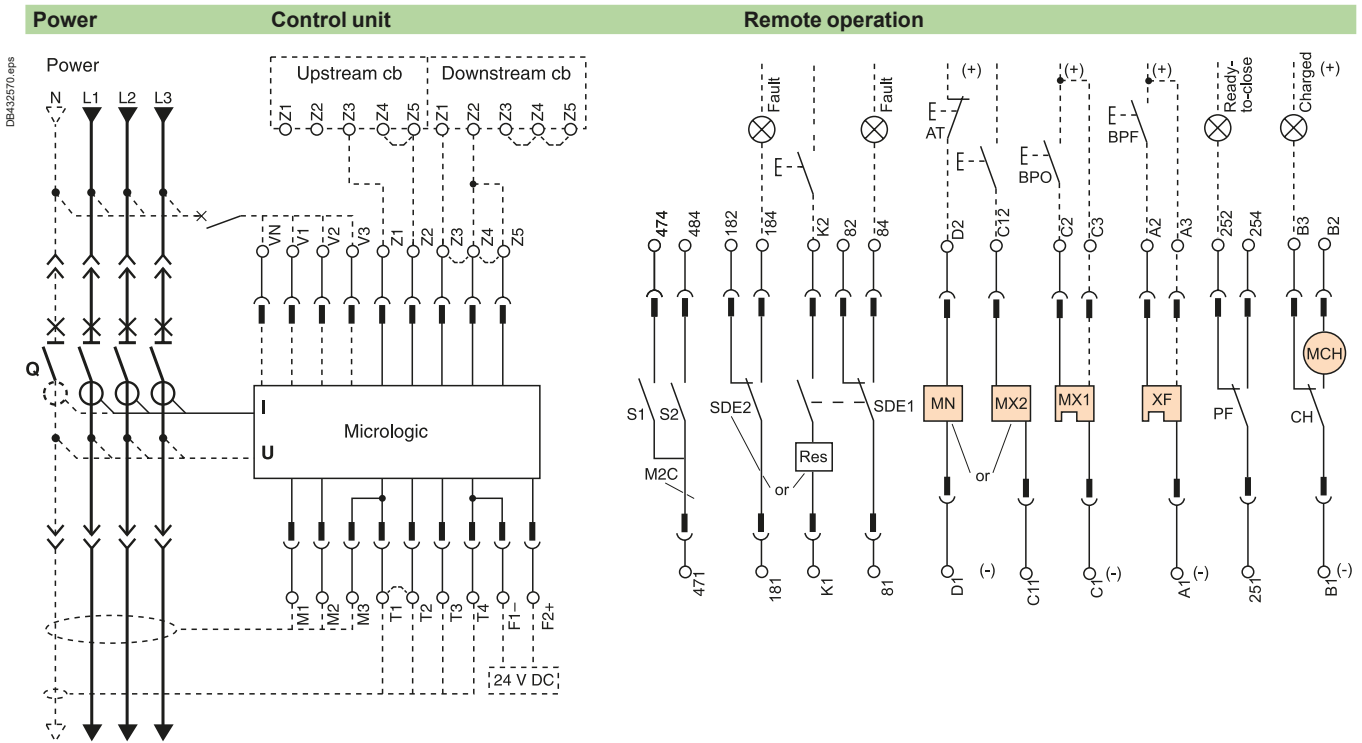 Power Control unit Remote operation
DB432570.eps
Power
N L1 L2 L3
Upstream cb Downstream cb
Z1 Z2 Z3 Z4 Z5 Z1 Z2 Z3 Z4 Z5
VN V1 V2 V3 Z1 Z2 Z3 Z4 Z5
Q
I
U
Micrologic
M1 M2 M3 T1 T2 T3 T4 F1– F2+
24 V DC
Fault Fault (+) (+) (+) Ready-to-close Charged (+)
AT BPO BPF
474 484 182 184 K2 82 84 D2 C12 C2 C3 A2 A3 252 254 B3 B2
MCH
S1 S2 SDE2 SDE1 MN MX2 MX1 XF PF CH
Res
M2C or or
471 181 K1 81 D1 (-) C11 C1 (-) A1 (-) 251 B1 (-)